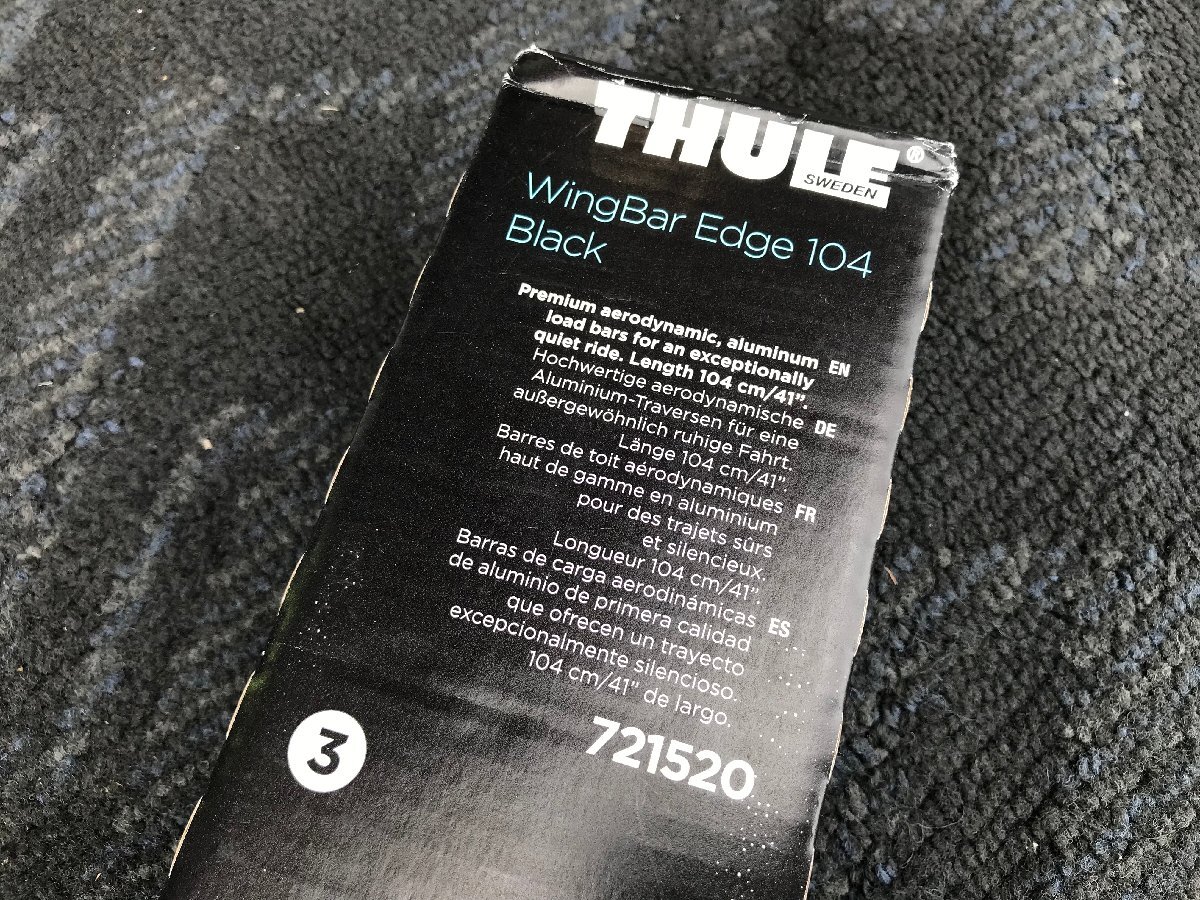 THULE®
SWEDEN
WingBar Edge 104
Black
Premium aerodynamic, aluminum EN
load bars for an exceptionally
quiet ride. Length 104 cm/41".
Hochwertige aerodynamische DE
Aluminium-Traversen für eine
außergewöhnlich ruhige Fahrt.
Länge 104 cm/41".
Barres de toit aérodynamiques FR
haut de gamme en aluminium
pour des trajets sûrs
et silencieux.
Longueur 104 cm/41".
Barras de carga aerodinámicas ES
de aluminio de primera calidad
que ofrecen un trayecto
excepcionalmente silencioso.
104 cm/41" de largo.
3
721520